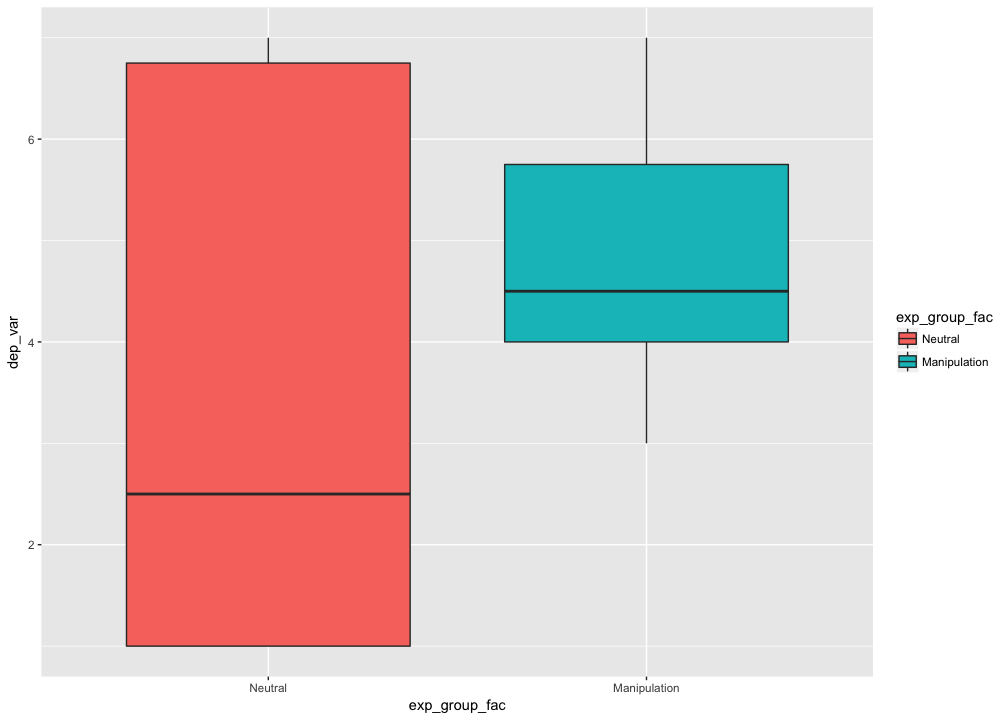 6
4
2
dep_var
Neutral
Manipulation
exp_group_fac
exp_group_fac
Neutral
Manipulation